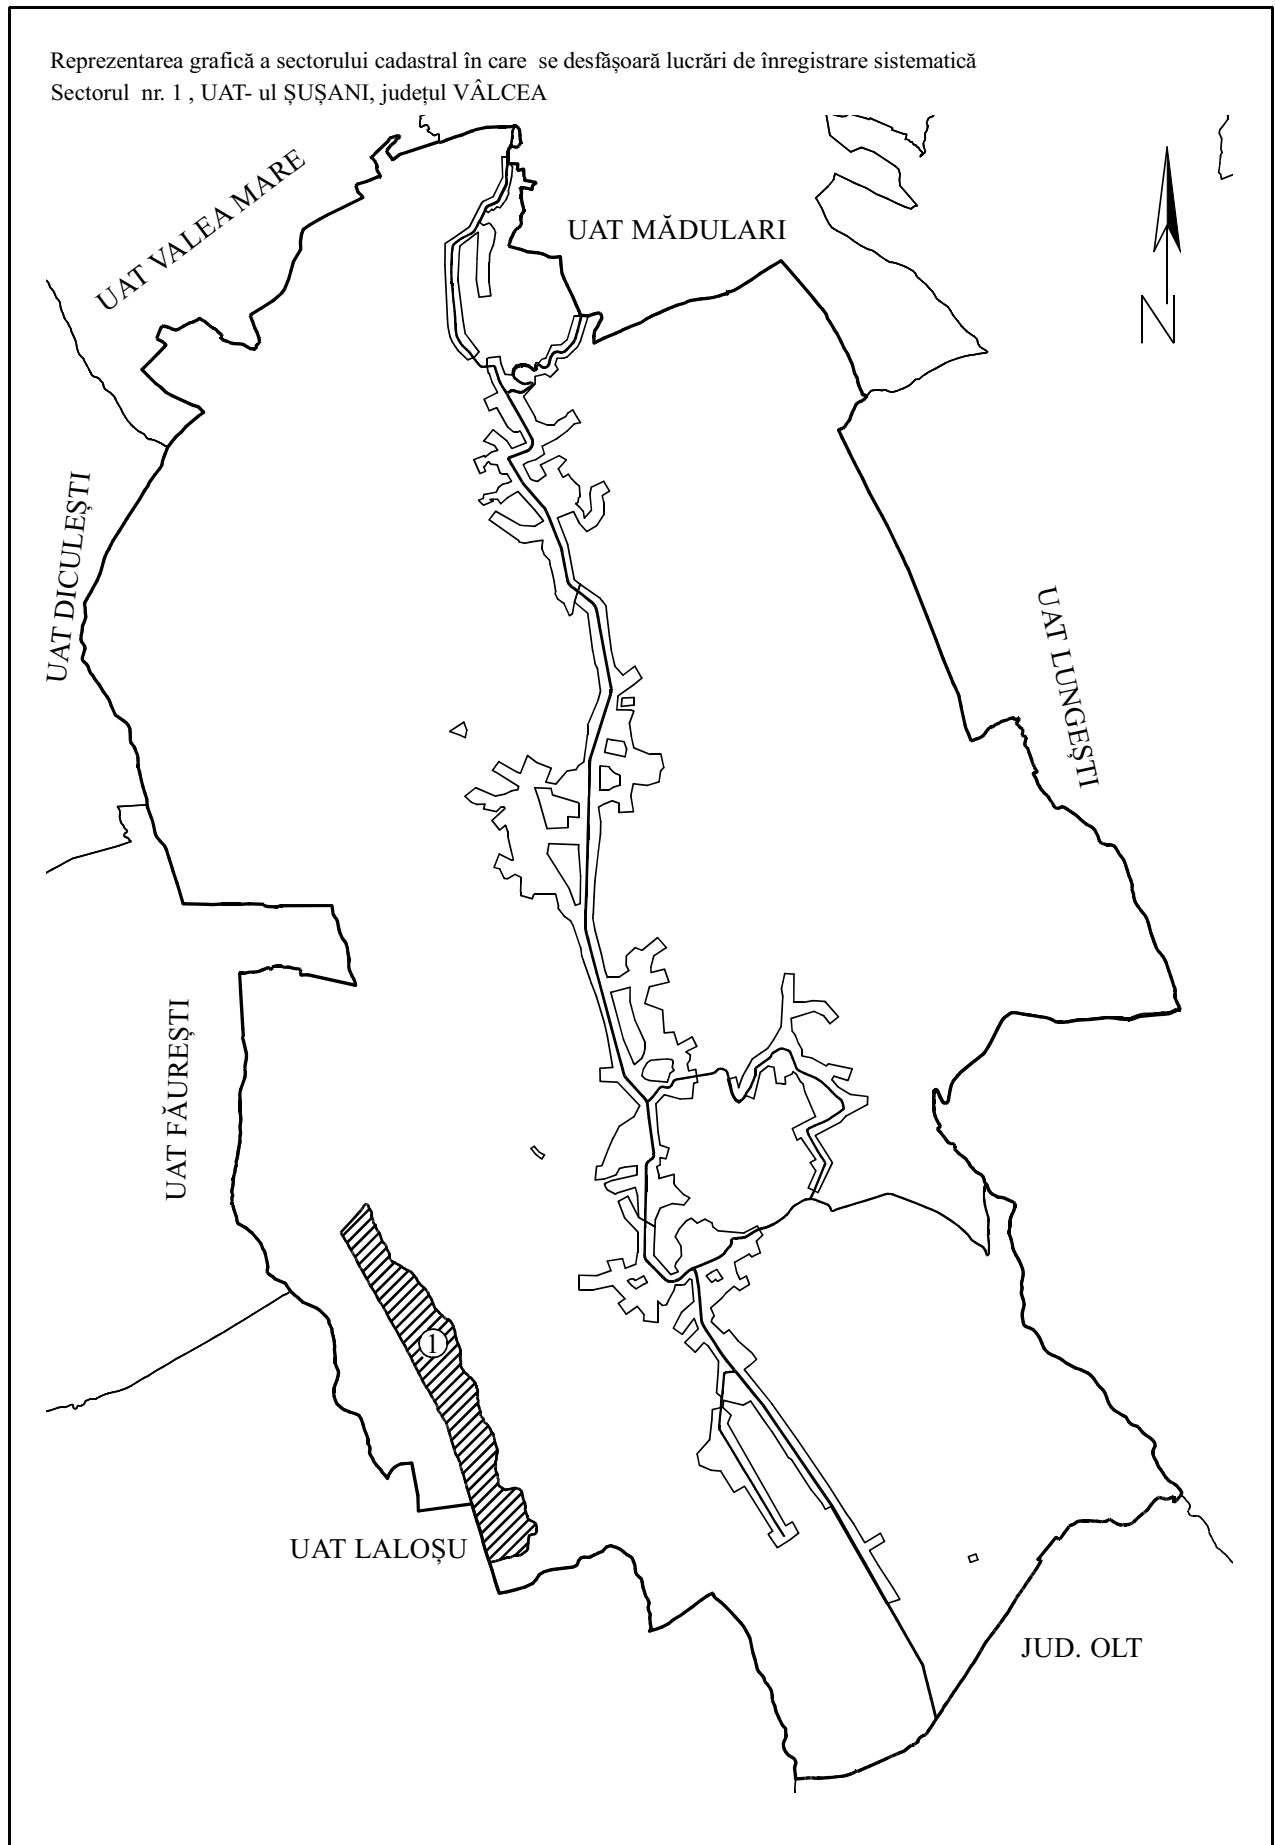 Reprezentarea grafică a sectorului cadastral în care se desfășoară lucrări de înregistrare sistematică
Sectorul nr. 1 , UAT- ul ȘUȘANI, județul VÂLCEA
UAT VALEA MARE
UAT MĂDULARI
N
UAT DICULEȘTI
UAT LUNGEȘTI
UAT FĂUREȘTI
1
UAT LALOȘU
JUD. OLT